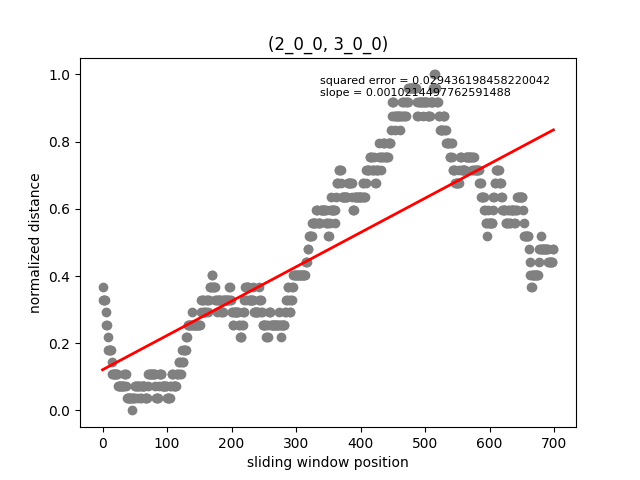 (2_0_0, 3_0_0)
squared error = 0.029436198458220042
slope = 0.0010214497762591488
normalized distance
1.0
0.8
0.6
0.4
0.2
0.0
0 100 200 300 400 500 600 700
sliding window position